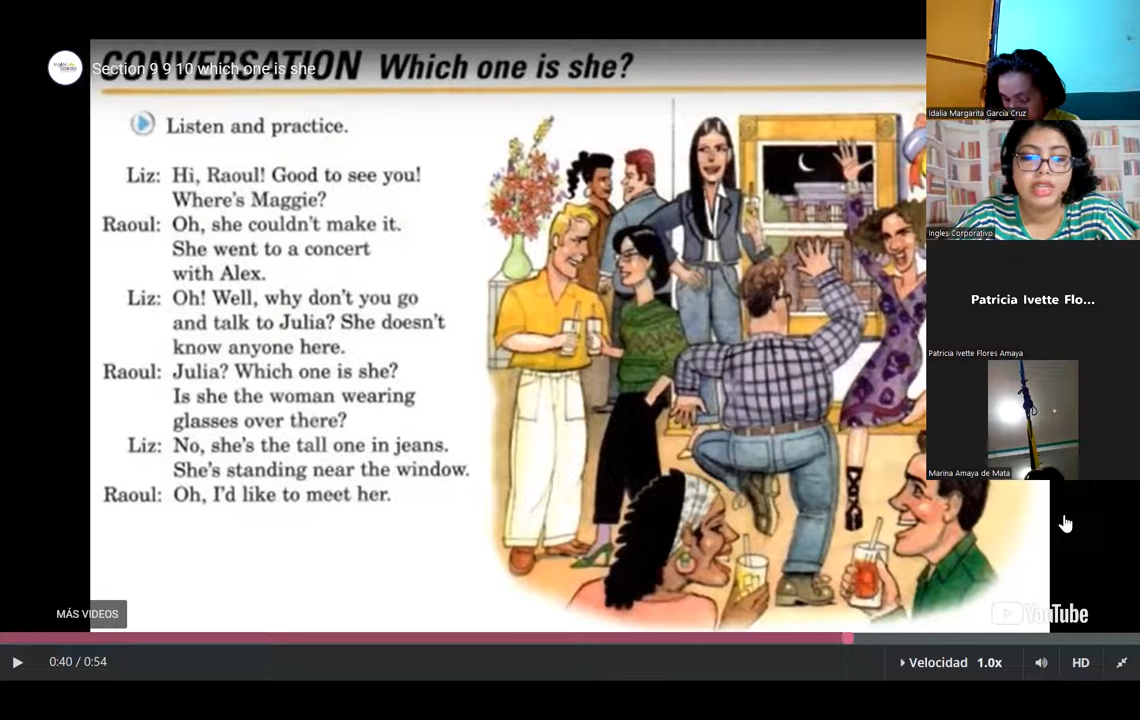 CONVERSATION Which one is she?
Section 9 9 10 which one is she
Listen and practice.
Liz: Hi, Raoul! Good to see you!
Where's Maggie?
Raoul: Oh, she couldn't make it.
She went to a concert
with Alex.
Liz: Oh! Well, why don't you go
and talk to Julia? She doesn't
know anyone here.
Raoul: Julia? Which one is she?
Is she the woman wearing
glasses over there?
Liz: No, she's the tall one in jeans.
She's standing near the window.
Raoul: Oh, I'd like to meet her.
MÁS VIDEOS
YouTube
0:40 / 0:54
Velocidad 1.0x
HD
Idalia Margarita García Cruz
Ingles Corporativo
Patricia Ivette Flo...
Patricia Ivette Flores Amaya
Marina Amaya de Mata